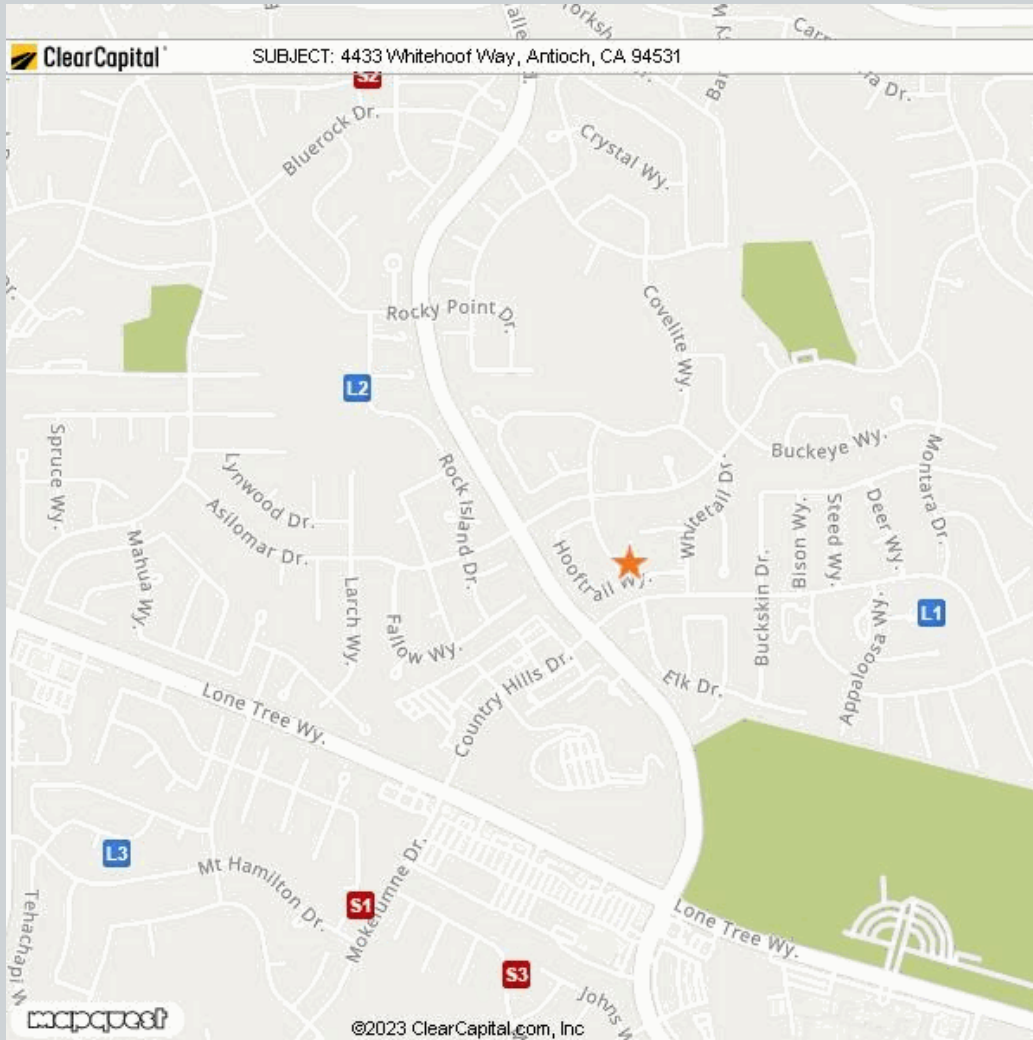 ClearCapital
SUBJECT: 4433 Whitehoof Way, Antioch, CA 94531
S2
Bluerock Dr.
Crystal Wy.
Rocky Point Dr.
Covelite Wy.
L2
Buckeye Wy.
Montara Dr.
Spruce Wy.
Lynwood Dr.
Asilomar Dr.
Rock Island Dr.
Whitetail Dr.
Bison Wy.
Steed Wy.
Deer Wy.
Mahua Wy.
Larch Wy.
Hooftrail Wy.
Buckskin Dr.
L1
Appaloosa Wy.
Fallow Wy.
Country Hills Dr.
Elk Dr.
Lone Tree Wy.
L3
Mt Hamilton Dr.
S1
Mokelumne Dr.
Lone Tree Wy.
Tehachapi W
S3
Johns W
mapquest
©2023 ClearCapital.com, Inc